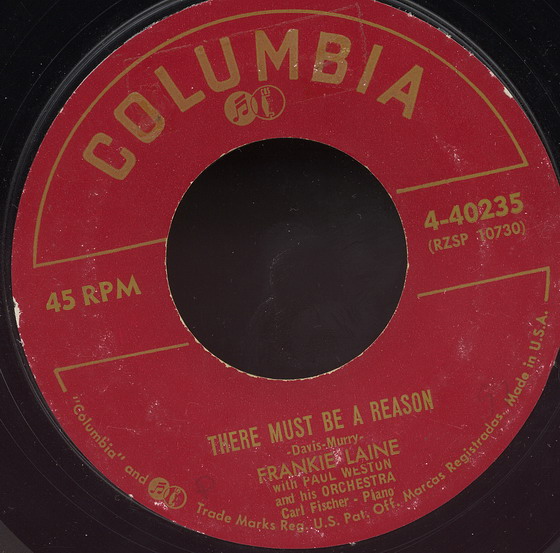 COLUMBIA
4-40235
(RZSP 10730)
45 RPM
THERE MUST BE A REASON
-Davis-Murry-
FRANKIE LAINE
with PAUL WESTON
and his ORCHESTRA
Carl Fischer - Piano
"Columbia" and Trade Marks Reg. U.S. Pat. Off. Marcas Registradas. Made in U.S.A.